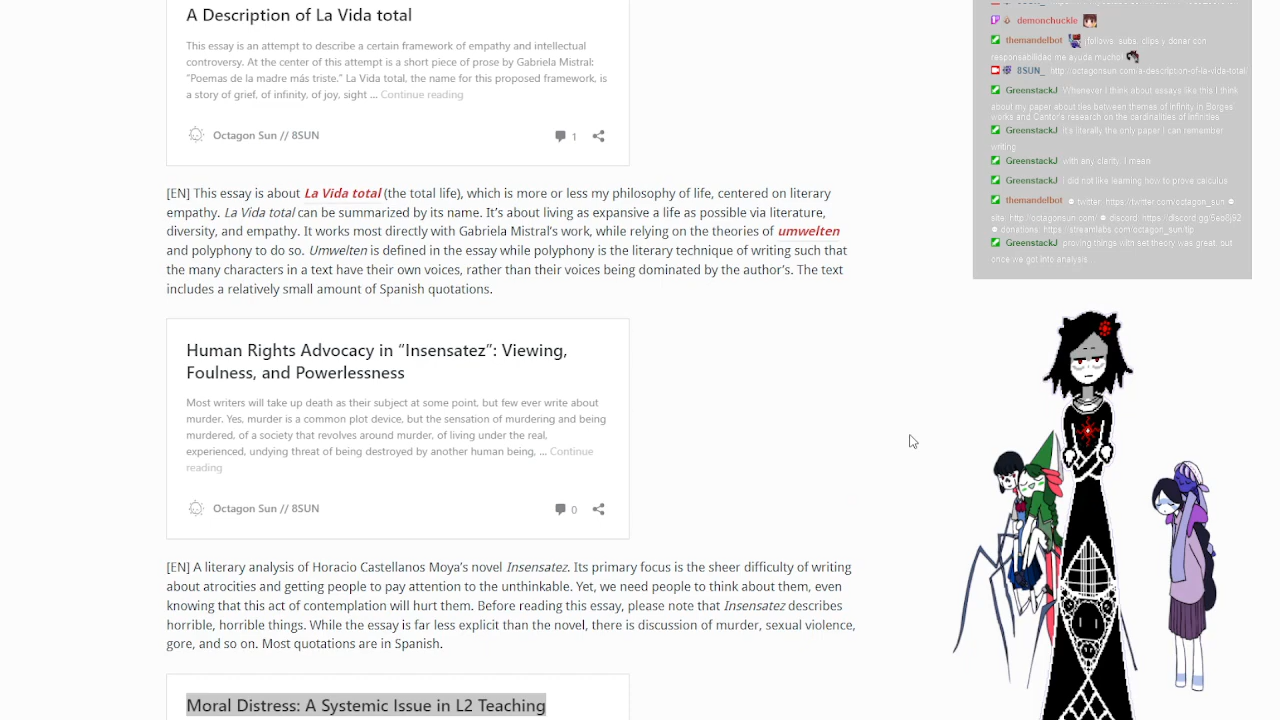 A Description of La Vida total
This essay is an attempt to describe a certain framework of empathy and intellectual
controversy. At the center of this attempt is a short piece of prose by Gabriela Mistral:
"Poemas de la madre más triste." La Vida total, the name for this proposed framework, is
a story of grief, of infinity, of joy, sight ... Continue reading
Octagon Sun // 8SUN
1
[EN] This essay is about La Vida total (the total life), which is more or less my philosophy of life, centered on literary
empathy. La Vida total can be summarized by its name. It's about living as expansive a life as possible via literature,
diversity, and empathy. It works most directly with Gabriela Mistral's work, while relying on the theories of umwelten
and polyphony to do so. Umwelten is defined in the essay while polyphony is the literary technique of writing such that
the many characters in a text have their own voices, rather than their voices being dominated by the author's. The text
includes a relatively small amount of Spanish quotations.
Human Rights Advocacy in “Insensatez”: Viewing,
Foulness, and Powerlessness
Most writers will take up death as their subject at some point, but few ever write about
murder. Yes, murder is a common plot device, but the sensation of murdering and being
murdered, of a society that revolves around murder, of living under the real,
experienced, undying threat of being destroyed by another human being, ... Continue
reading
Octagon Sun // 8SUN
0
[EN] A literary analysis of Horacio Castellanos Moya's novel Insensatez. Its primary focus is the sheer difficulty of writing
about atrocities and getting people to pay attention to the unthinkable. Yet, we need people to think about them, even
knowing that this act of contemplation will hurt them. Before reading this essay, please note that Insensatez describes
horrible, horrible things. While the essay is far less explicit than the novel, there is discussion of murder, sexual violence,
gore, and so on. Most quotations are in Spanish.
Moral Distress: A Systemic Issue in L2 Teaching
demonchuckle
themandelbot ¡follows, subs, clips y donar con
responsabilidad me ayuda mucho!
8SUN_ http://octagonsun.com/a-description-of-la-vida-total/
GreenstackJ Whenever I think about essays like this I think
about my paper about ties between themes of infinity in Borges
works and Cantor's research on the cardinalities of infinities
GreenstackJ It's literally the only paper I can remember
writing
GreenstackJ with any clarity, I mean
GreenstackJ I did not like learning how to prove calculus
themandelbot twitter: https://twitter.com/octagon_sun
site: http://octagonsun.com/ discord:
donations: https://streamlabs.com/octagon_sun/tip
GreenstackJ proving things with set theory was great, but
once we got into analysis...